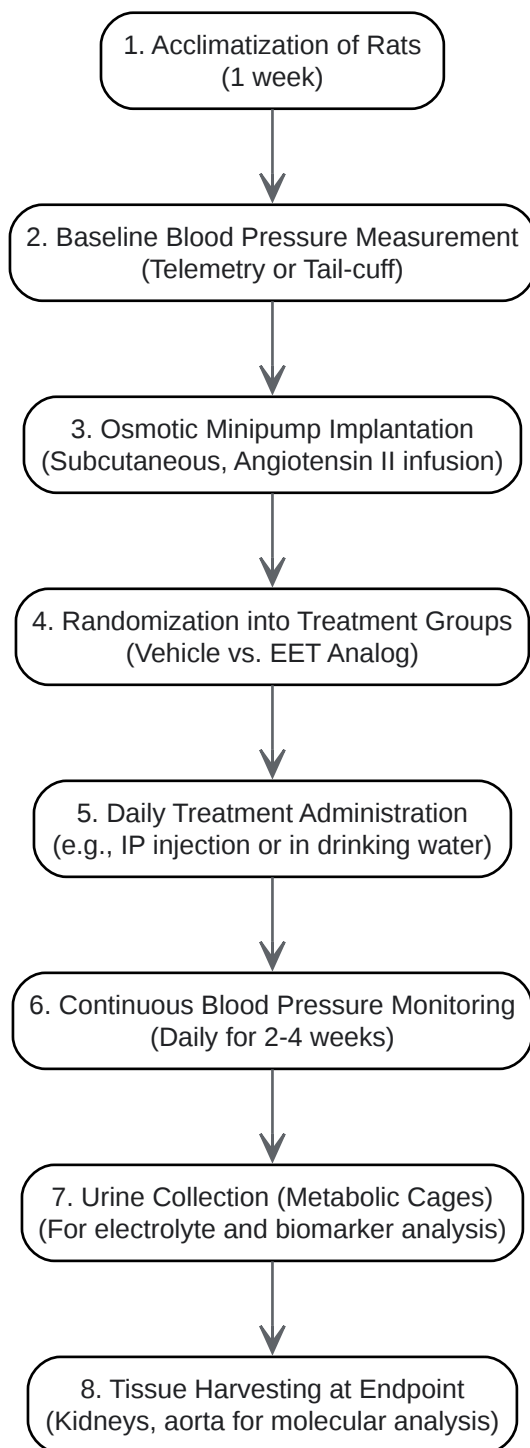 1. Acclimatization of Rats
(1 week)
2. Baseline Blood Pressure Measurement
(Telemetry or Tail-cuff)
3. Osmotic Minipump Implantation
(Subcutaneous, Angiotensin II infusion)
4. Randomization into Treatment Groups
(Vehicle vs. EET Analog)
5. Daily Treatment Administration
(e.g., IP injection or in drinking water)
6. Continuous Blood Pressure Monitoring
(Daily for 2-4 weeks)
7. Urine Collection (Metabolic Cages)
(For electrolyte and biomarker analysis)
8. Tissue Harvesting at Endpoint
(Kidneys, aorta for molecular analysis)